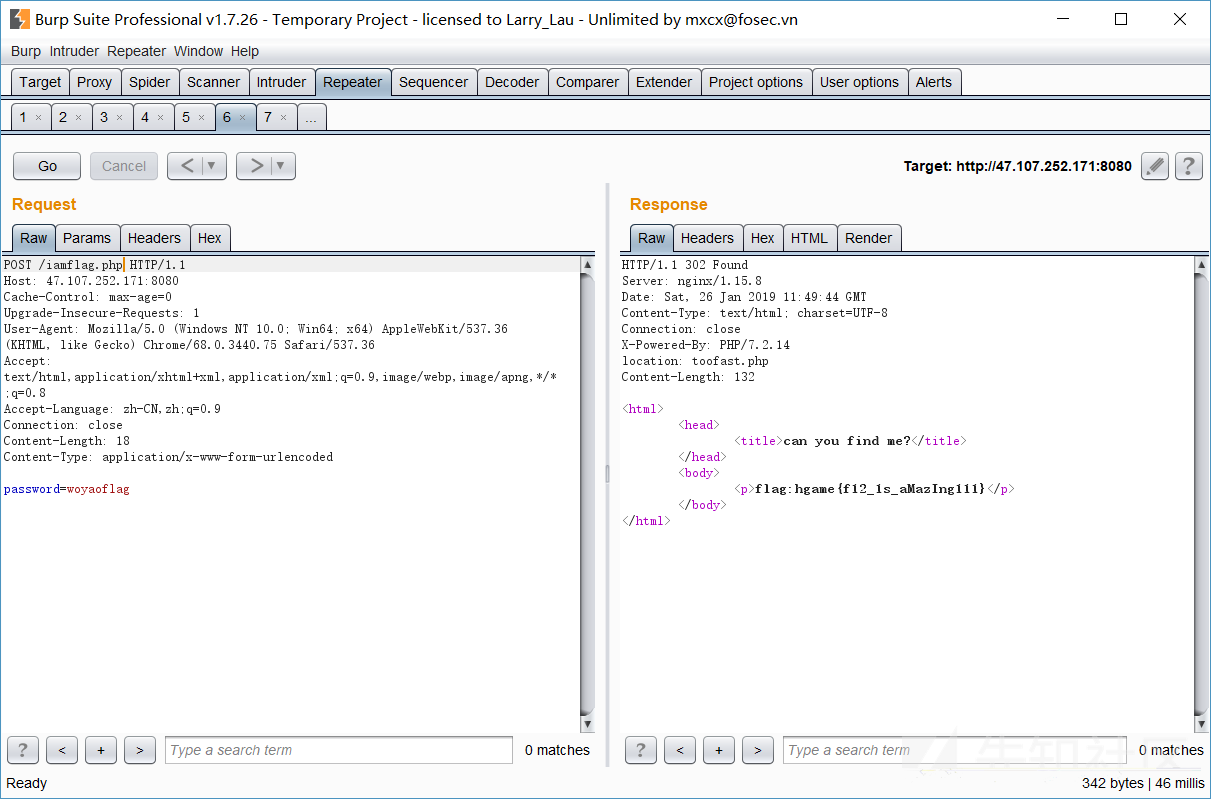 Burp Suite Professional v1.7.26 - Temporary Project - licensed to Larry_Lau - Unlimited by mxcx@fosec.vn
Burp Intruder Repeater Window Help
Target Proxy Spider Scanner Intruder Repeater Sequencer Decoder Comparer Extender Project options User options Alerts
1 × 2 × 3 × 4 × 5 × 6 × 7 × ...
Go Cancel < ▼ > ▼ Target: http://47.107.252.171:8080 ?
Request
Raw Params Headers Hex
POST /iamflag.php HTTP/1.1
Host: 47.107.252.171:8080
Cache-Control: max-age=0
Upgrade-Insecure-Requests: 1
User-Agent: Mozilla/5.0 (Windows NT 10.0; Win64; x64) AppleWebKit/537.36
(KHTML, like Gecko) Chrome/68.0.3440.75 Safari/537.36
Accept:
text/html,application/xhtml+xml,application/xml;q=0.9,image/webp,image/apng,*/*
;q=0.8
Accept-Language: zh-CN,zh;q=0.9
Connection: close
Content-Length: 18
Content-Type: application/x-www-form-urlencoded
password=woyaoflag
? < + > Type a search term 0 matches
Response
Raw Headers Hex HTML Render
HTTP/1.1 302 Found
Server: nginx/1.15.8
Date: Sat, 26 Jan 2019 11:49:44 GMT
Content-Type: text/html; charset=UTF-8
Connection: close
X-Powered-By: PHP/7.2.14
location: toofast.php
Content-Length: 132
<html>
<head>
<title>can you find me?</title>
</head>
<body>
<p>flag:hgame{f12_1s_aMazIng111}</p>
</body>
</html>
? < + > Type a search term 0 matches
先知社区
Ready 342 bytes | 46 millis